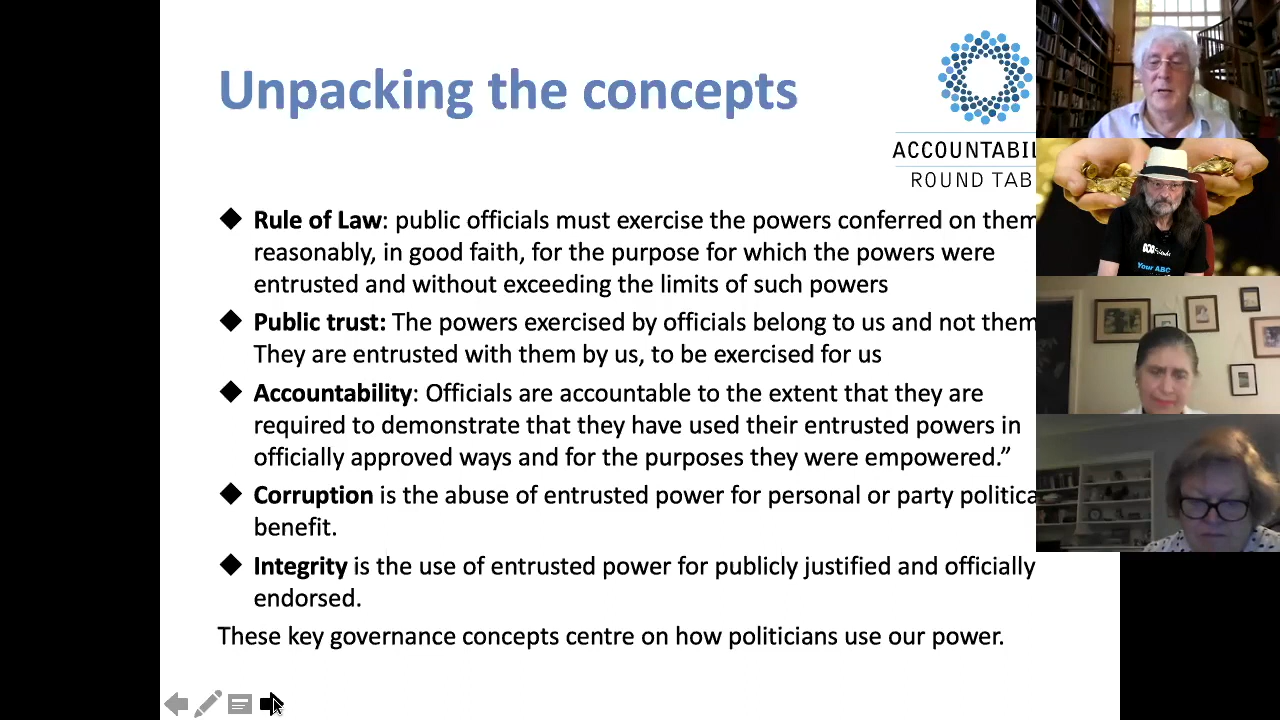 Unpacking the concepts
ACCOUNTABIL
ROUND TAB
◆ Rule of Law: public officials must exercise the powers conferred on them
reasonably, in good faith, for the purpose for which the powers were
entrusted and without exceeding the limits of such powers
◆ Public trust: The powers exercised by officials belong to us and not them
They are entrusted with them by us, to be exercised for us
◆ Accountability: Officials are accountable to the extent that they are
required to demonstrate that they have used their entrusted powers in
officially approved ways and for the purposes they were empowered.”
◆ Corruption is the abuse of entrusted power for personal or party politica
benefit.
◆ Integrity is the use of entrusted power for publicly justified and officially
endorsed.
These key governance concepts centre on how politicians use our power.
Your ABC